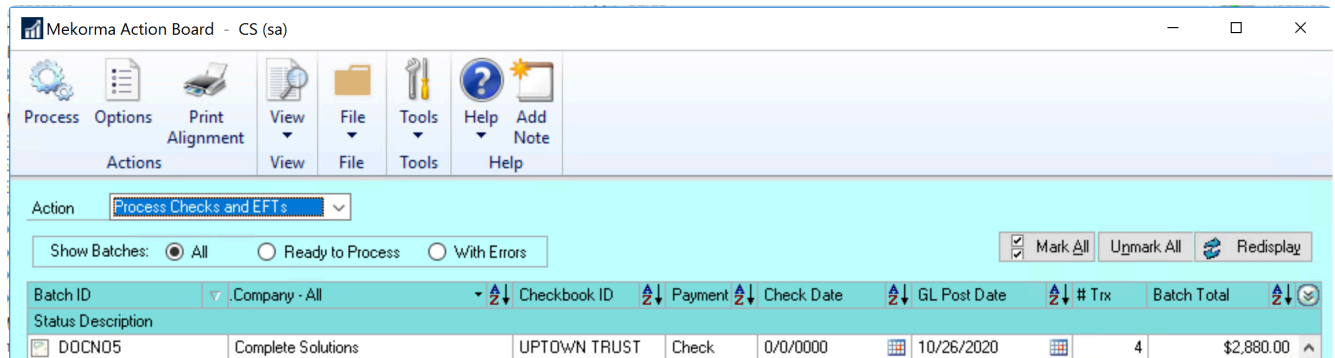 Mekorma Action Board - CS (sa)
Process Options Print Alignment View File Tools Help Add Note
Actions View File Tools Help
Action Process Checks and EFTs
Show Batches: All Ready to Process With Errors Mark All Unmark All Redisplay
Batch ID .Company - All Checkbook ID Payment Check Date GL Post Date # Trx Batch Total
Status Description
DOCNO5 Complete Solutions UPTOWN TRUST Check 0/0/0000 10/26/2020 4 $2,880.00